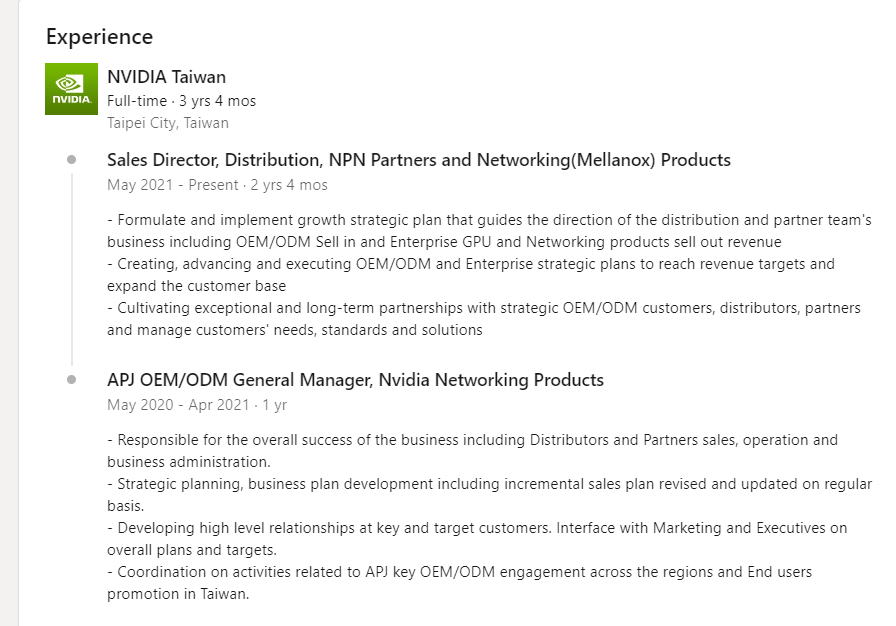 Experience
NVIDIA
NVIDIA Taiwan
Full-time · 3 yrs 4 mos
Taipei City, Taiwan
Sales Director, Distribution, NPN Partners and Networking(Mellanox) Products
May 2021 - Present · 2 yrs 4 mos
- Formulate and implement growth strategic plan that guides the direction of the distribution and partner team's
business including OEM/ODM Sell in and Enterprise GPU and Networking products sell out revenue
- Creating, advancing and executing OEM/ODM and Enterprise strategic plans to reach revenue targets and
expand the customer base
- Cultivating exceptional and long-term partnerships with strategic OEM/ODM customers, distributors, partners
and manage customers' needs, standards and solutions
APJ OEM/ODM General Manager, Nvidia Networking Products
May 2020 - Apr 2021 · 1 yr
- Responsible for the overall success of the business including Distributors and Partners sales, operation and
business administration.
- Strategic planning, business plan development including incremental sales plan revised and updated on regular
basis.
- Developing high level relationships at key and target customers. Interface with Marketing and Executives on
overall plans and targets.
- Coordination on activities related to APJ key OEM/ODM engagement across the regions and End users
promotion in Taiwan.